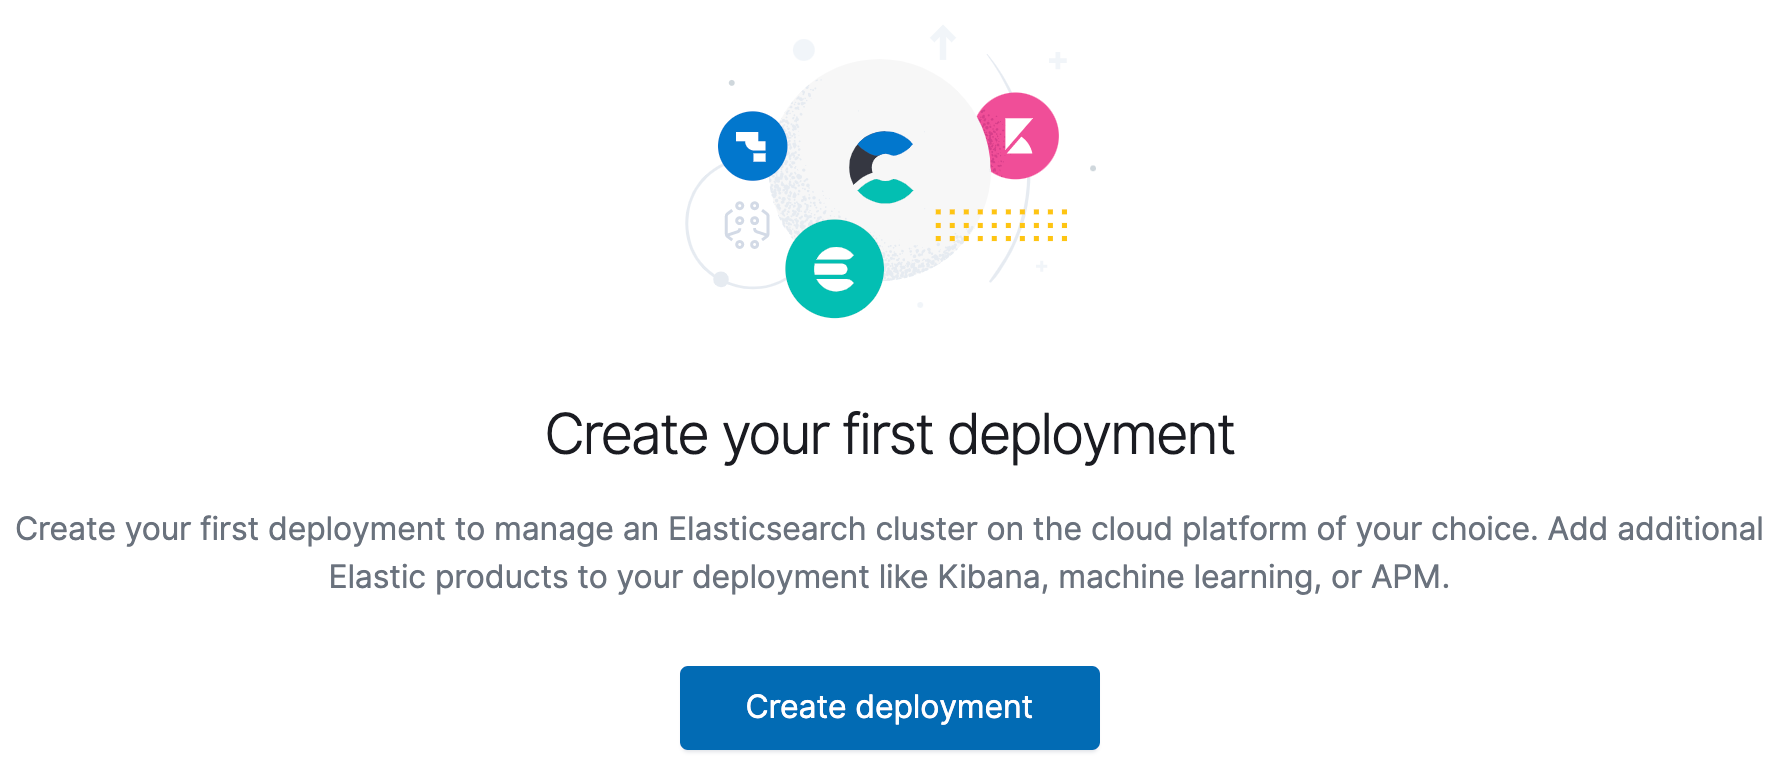 Create your first deployment
Create your first deployment to manage an Elasticsearch cluster on the cloud platform of your choice. Add additional
Elastic products to your deployment like Kibana, machine learning, or APM.
Create deployment